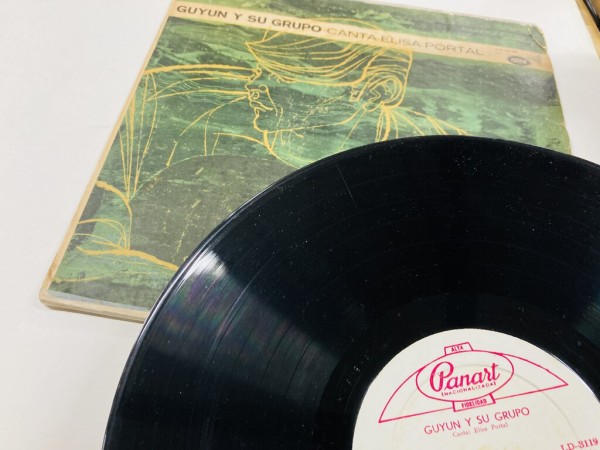 GUYUN Y SU GRUPO CANTA: ELISA PORTAL
ALTA
Panart
NACIONALIZADAS
FIDELIDAD
GUYUN Y SU GRUPO
Canta: Elisa Portal
LD-3119